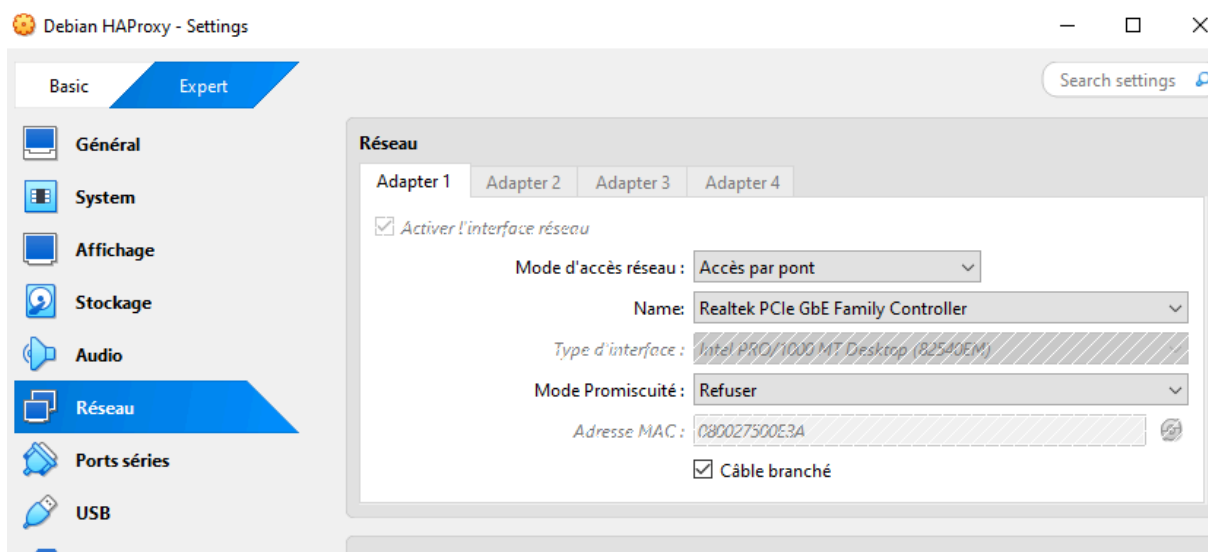 Debian HAProxy - Settings
Basic
Expert
Search settings
Général
System
Affichage
Stockage
Audio
Réseau
Ports séries
USB
Réseau
Adapter 1
Adapter 2
Adapter 3
Adapter 4
Activer l'interface réseau
Mode d'accès réseau : Accès par pont
Name: Realtek PCIe GbE Family Controller
Type d'interface : Intel PRO/1000 MT Desktop (82540EM)
Mode Promiscuité : Refuser
Adresse MAC : 080027500E3A
Câble branché